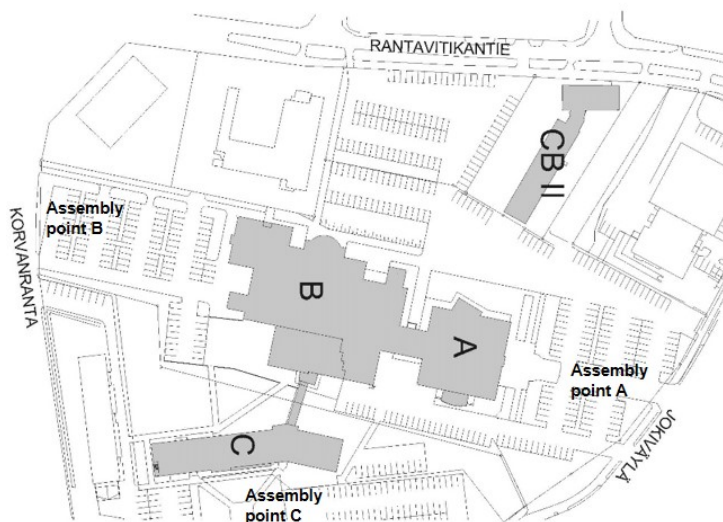 RANTAVITIKANTIE
CB II
Assembly
point B
KORVANRANTA
B
A
Assembly
point A
JOKIVÄYLÄ
C
Assembly
point C